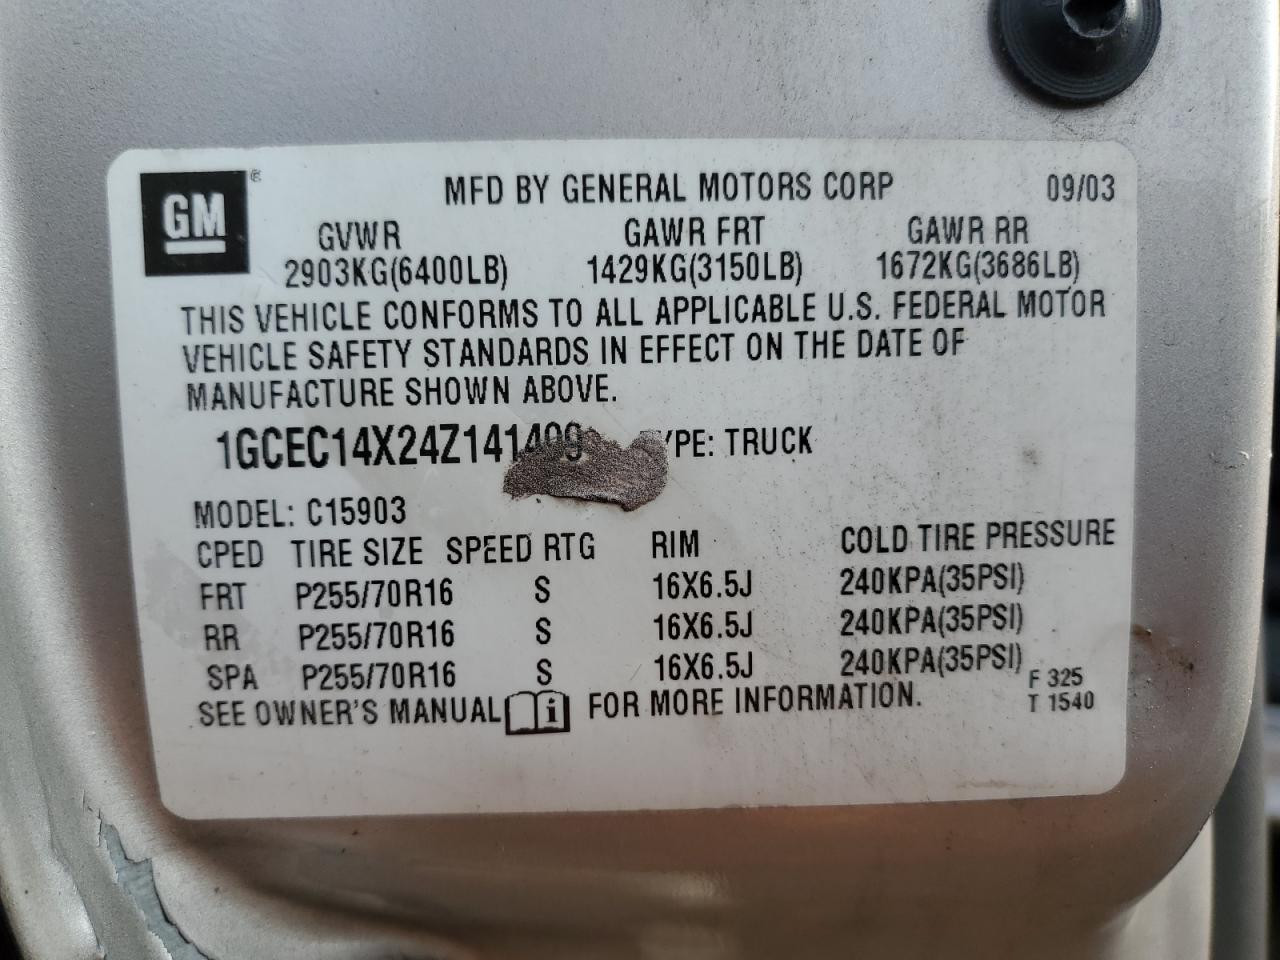 GM ®
MFD BY GENERAL MOTORS CORP 09/03
GVWR GAWR FRT GAWR RR
2903KG(6400LB) 1429KG(3150LB) 1672KG(3686LB)
THIS VEHICLE CONFORMS TO ALL APPLICABLE U.S. FEDERAL MOTOR
VEHICLE SAFETY STANDARDS IN EFFECT ON THE DATE OF
MANUFACTURE SHOWN ABOVE.
TRUCK
MODEL: C15903
CPED TIRE SIZE SPEED RTG RIM COLD TIRE PRESSURE
FRT P255/70R16 S 16X6.5J 240KPA(35PSI)
RR P255/70R16 S 16X6.5J 240KPA(35PSI)
SPA P255/70R16 S 16X6.5J 240KPA(35PSI)
F 325
SEE OWNER'S MANUAL i FOR MORE INFORMATION. T 1540